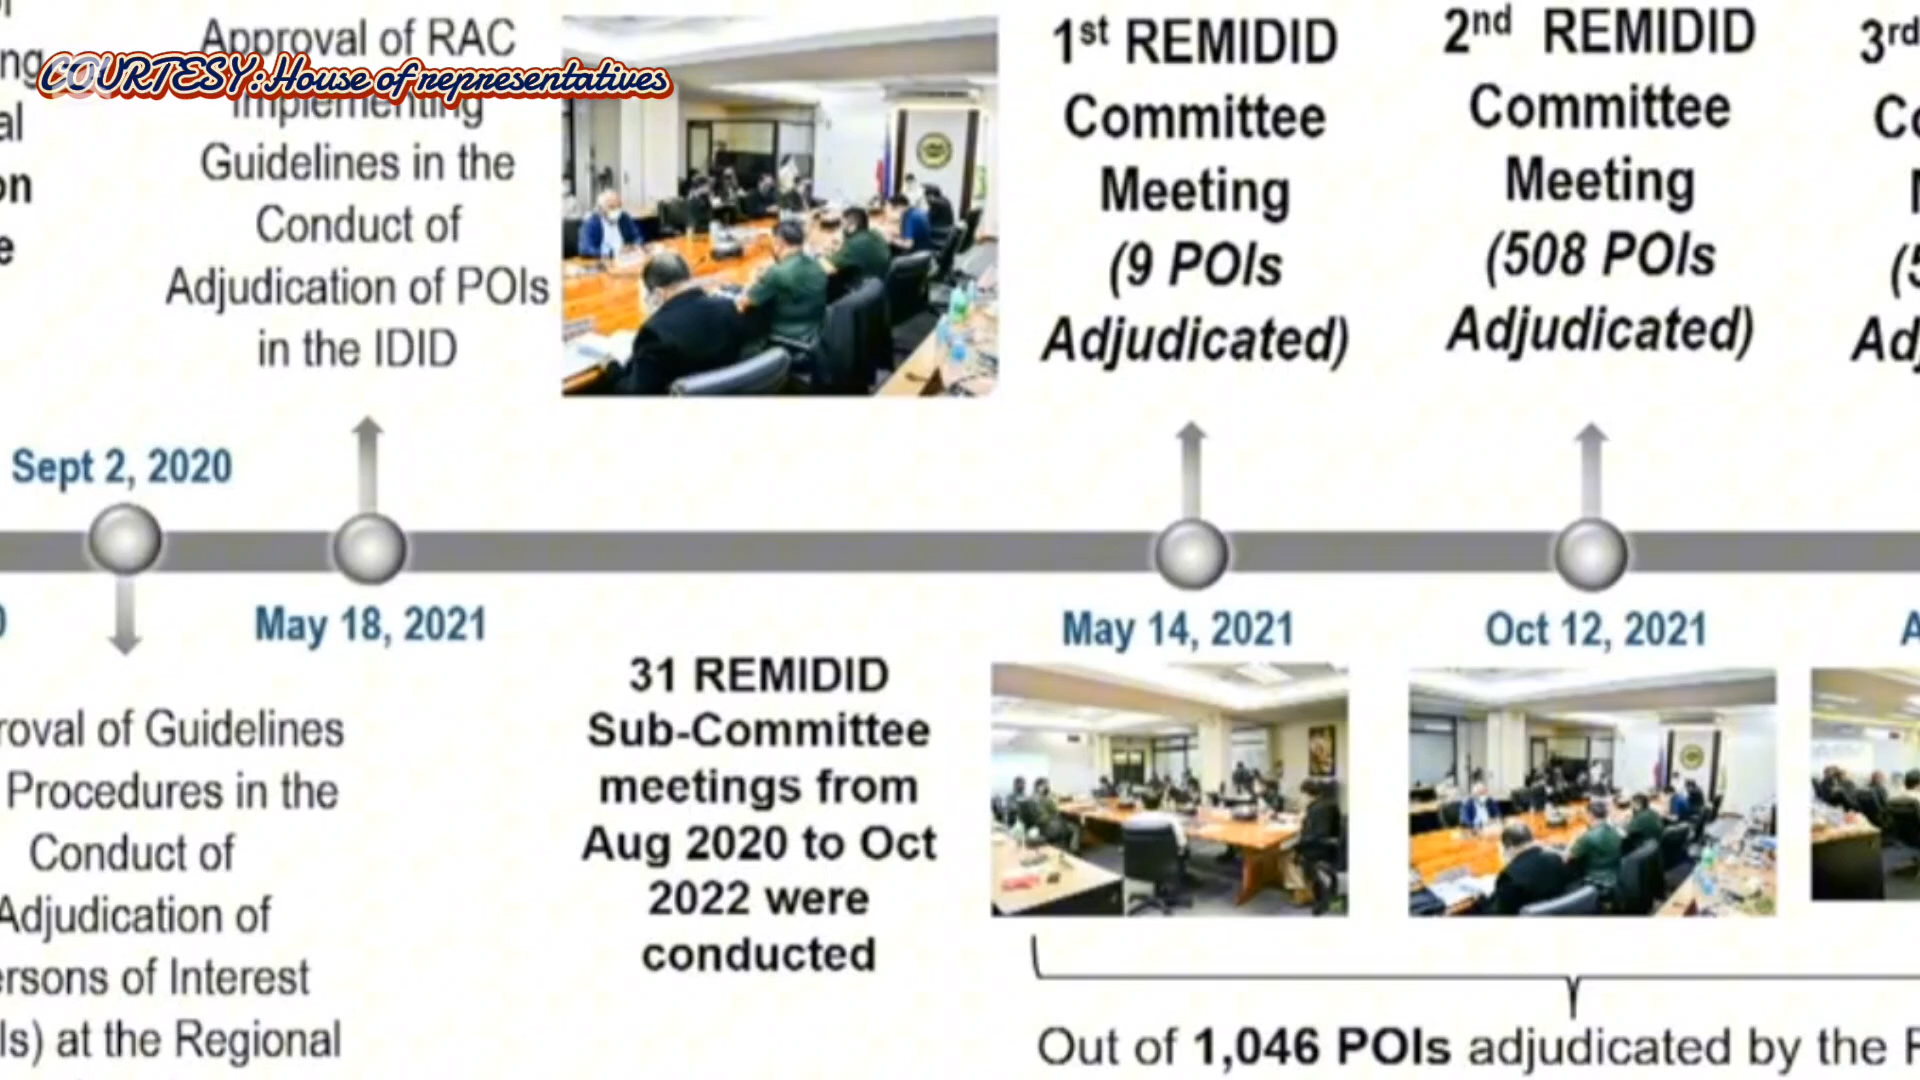 COURTESY: House of representatives
Approval of RAC
Implementing
Guidelines in the
Conduct of
Adjudication of POIs
in the IDID
1st REMIDID
Committee
Meeting
(9 POIs
Adjudicated)
2nd REMIDID
Committee
Meeting
(508 POIs
Adjudicated)
3rd
Sept 2, 2020
May 18, 2021
May 14, 2021
Oct 12, 2021
roval of Guidelines
Procedures in the
Conduct of
Adjudication of
ersons of Interest
ls) at the Regional
31 REMIDID
Sub-Committee
meetings from
Aug 2020 to Oct
2022 were
conducted
Out of 1,046 POIs adjudicated by the